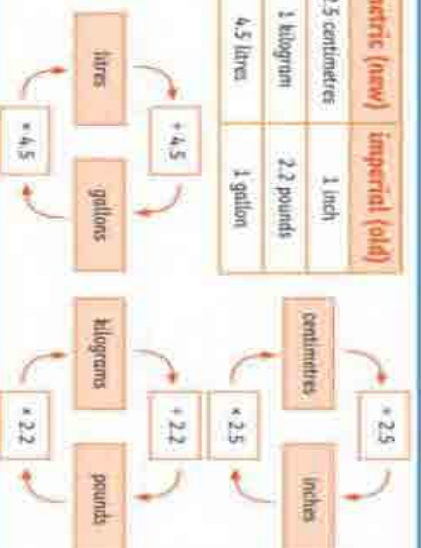 metric (new) imperial (old)
2.5 centimetres 1 inch
1 kilogram 2.2 pounds
4.5 litres 1 gallon
÷ 2.5
centimetres inches
× 2.5
÷ 4.5
litres gallons
× 4.5
÷ 2.2
kilograms pounds
× 2.2